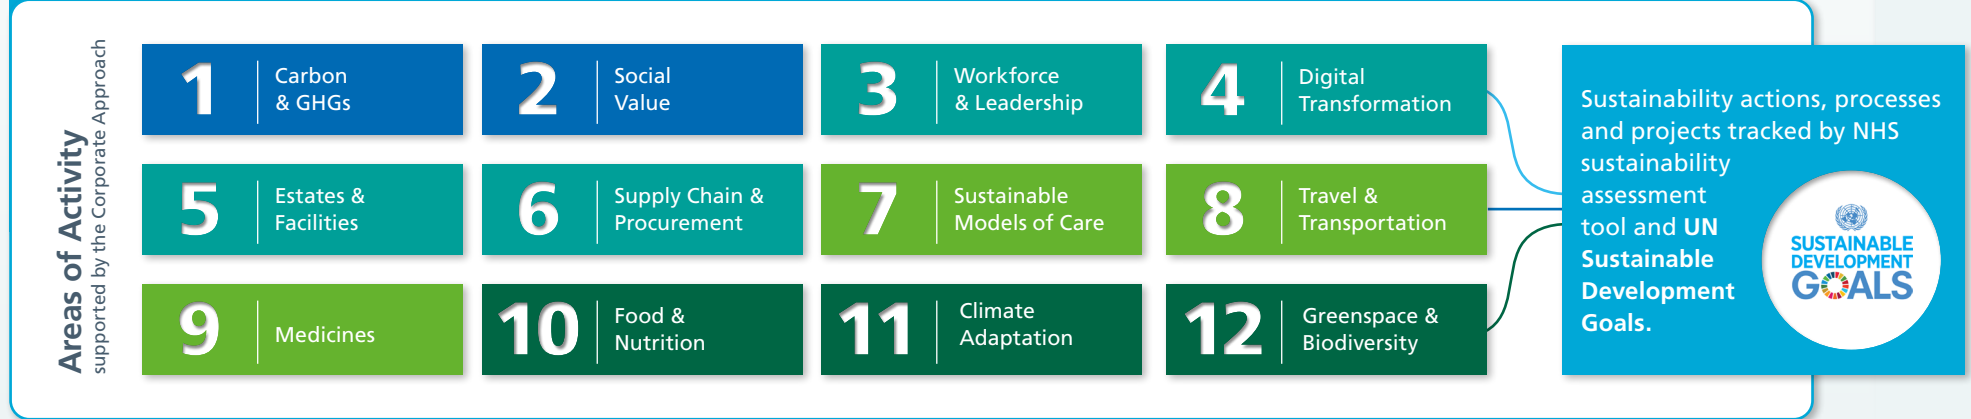 Areas of Activity
supported by the Corporate Approach
1
Carbon
& GHGs
2
Social
Value
3
Workforce
& Leadership
4
Digital
Transformation
5
Estates &
Facilities
6
Supply Chain &
Procurement
7
Sustainable
Models of Care
8
Travel &
Transportation
9
Medicines
10
Food &
Nutrition
11
Climate
Adaptation
12
Greenspace &
Biodiversity
Sustainability actions, processes
and projects tracked by NHS
sustainability
assessment
tool and UN
Sustainable
Development
Goals.
SUSTAINABLE
DEVELOPMENT
GOALS